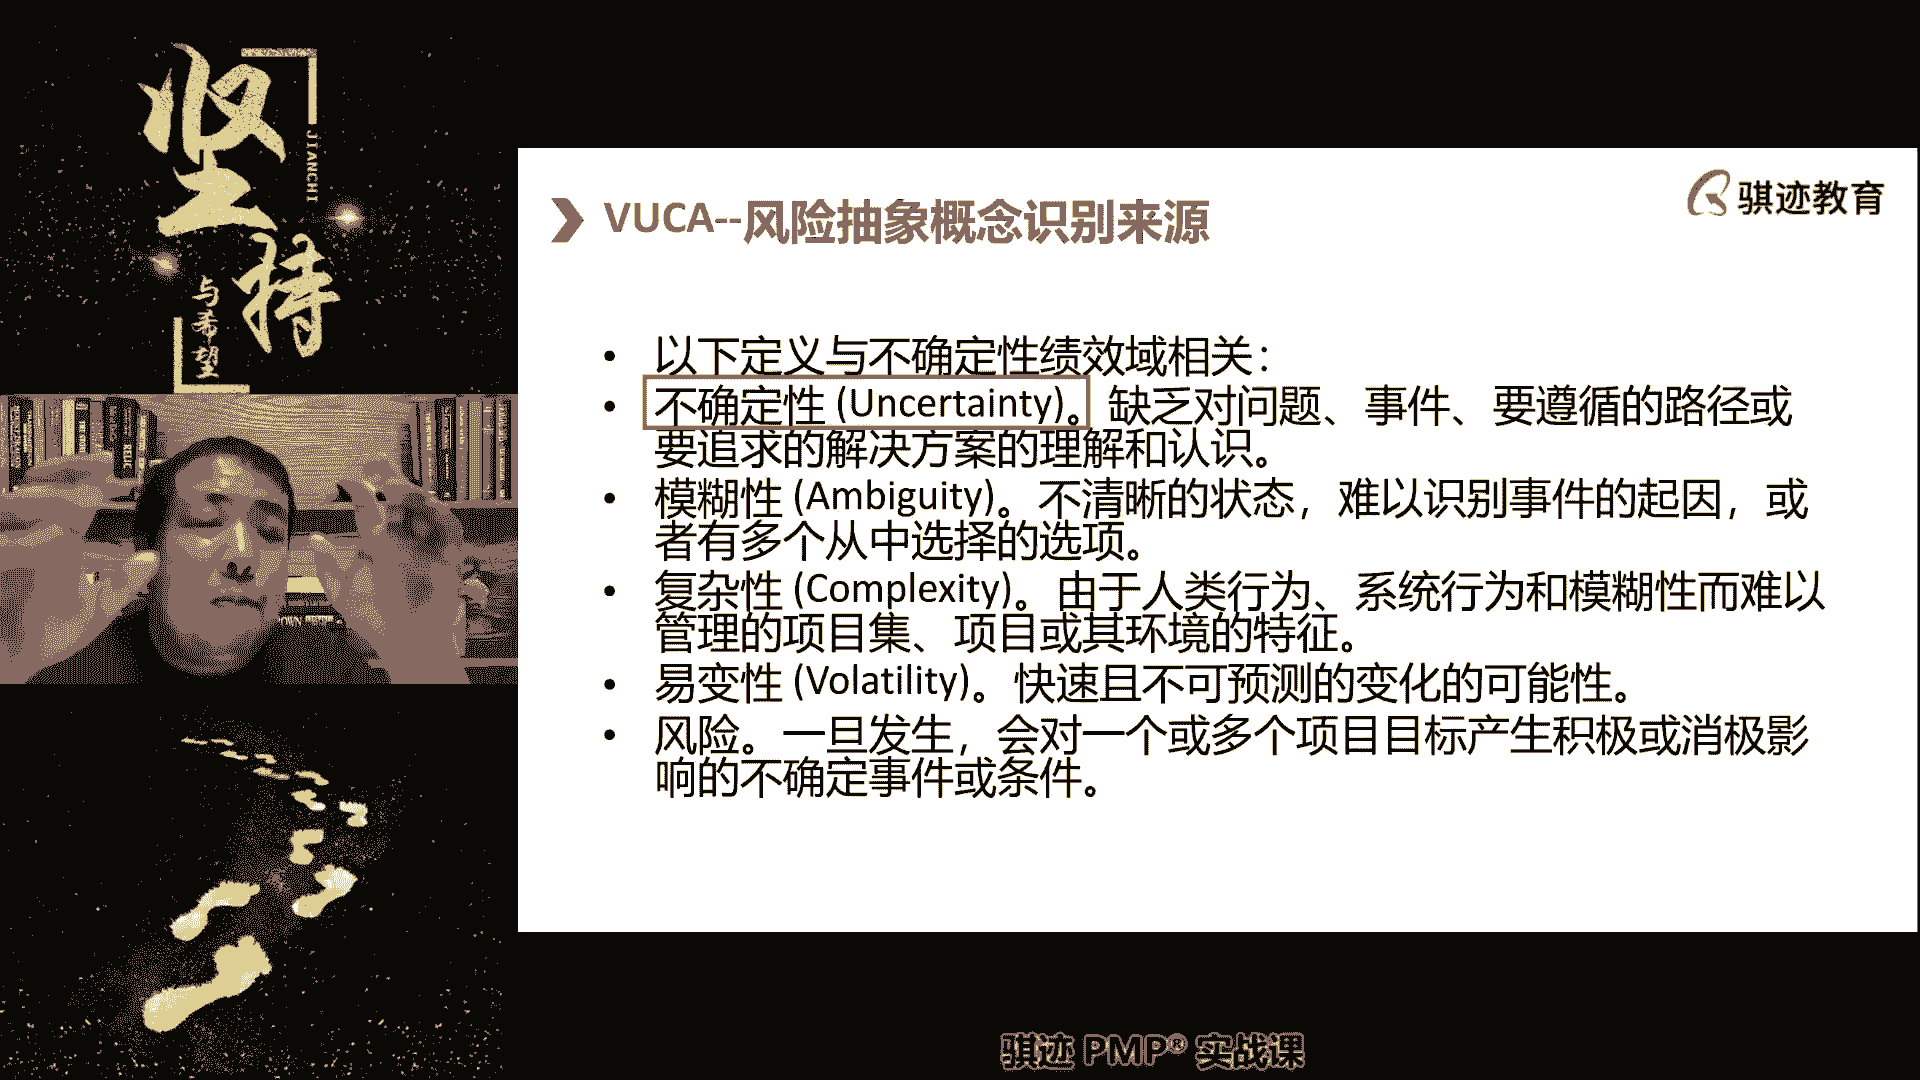 坚持
JIANCHI
与希望
骐迹教育
VUCA--风险抽象概念识别来源
• 以下定义与不确定性绩效域相关：
• 不确定性 (Uncertainty)。缺乏对问题、事件、要遵循的路径或
要追求的解决方案的理解和认识。
• 模糊性 (Ambiguity)。不清晰的状态，难以识别事件的起因，或
者有多个从中选择的选项。
• 复杂性 (Complexity)。由于人类行为、系统行为和模糊性而难以
管理的项目集、项目或其环境的特征。
• 易变性 (Volatility)。快速且不可预测的变化的可能性。
• 风险。一旦发生，会对一个或多个项目目标产生积极或消极影
响的不确定事件或条件。
骐迹 PMP® 实战课